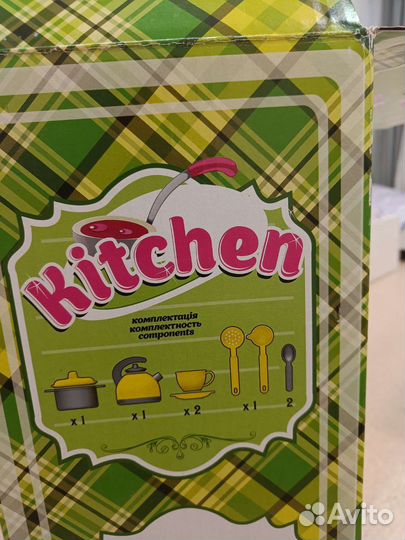 Kitchen
комплектація
комплектность
components
x 1
x 1
x 2
x 1
2
Avito